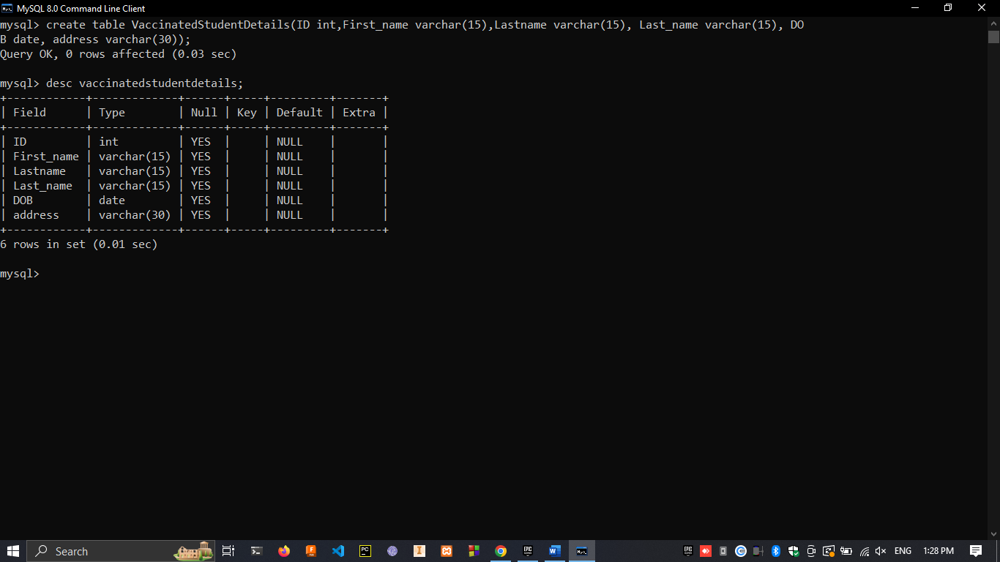 MySQL 8.0 Command Line Client
mysql> create table VaccinatedStudentDetails(ID int,First_name varchar(15),Lastname varchar(15), Last_name varchar(15), DO
B date, address varchar(30));
Query OK, 0 rows affected (0.03 sec)
mysql> desc vaccinatedstudentdetails;
+------------+-------------+------+-----+---------+-------+
| Field      | Type        | Null | Key | Default | Extra |
+------------+-------------+------+-----+---------+-------+
| ID         | int         | YES  |     | NULL    |       |
| First_name | varchar(15) | YES  |     | NULL    |       |
| Lastname   | varchar(15) | YES  |     | NULL    |       |
| Last_name  | varchar(15) | YES  |     | NULL    |       |
| DOB        | date        | YES  |     | NULL    |       |
| address    | varchar(30) | YES  |     | NULL    |       |
+------------+-------------+------+-----+---------+-------+
6 rows in set (0.01 sec)
mysql>
Search
ENG
1:28 PM